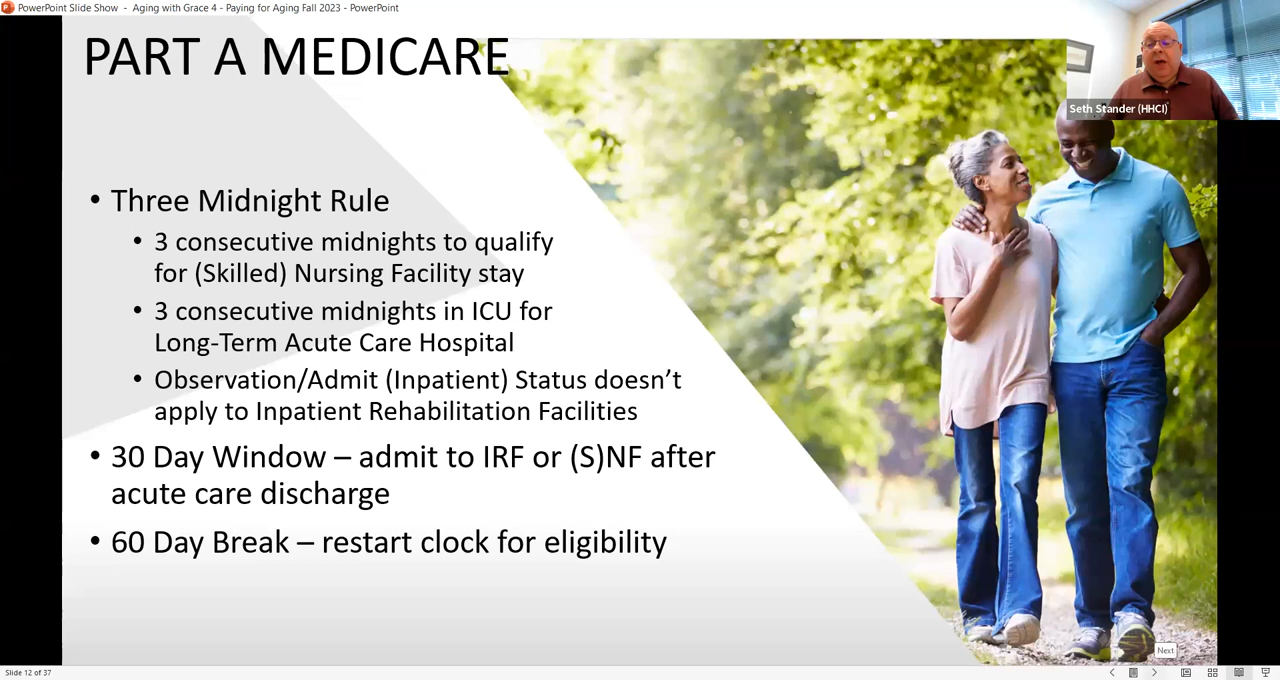 PowerPoint Slide Show - Aging with Grace 4 - Paying for Aging Fall 2023 - PowerPoint
PART A MEDICARE
Seth Stander (HHCI)
• Three Midnight Rule
• 3 consecutive midnights to qualify
for (Skilled) Nursing Facility stay
• 3 consecutive midnights in ICU for
Long-Term Acute Care Hospital
• Observation/Admit (Inpatient) Status doesn’t
apply to Inpatient Rehabilitation Facilities
• 30 Day Window – admit to IRF or (S)NF after
acute care discharge
• 60 Day Break – restart clock for eligibility
Next
Slide 12 of 37